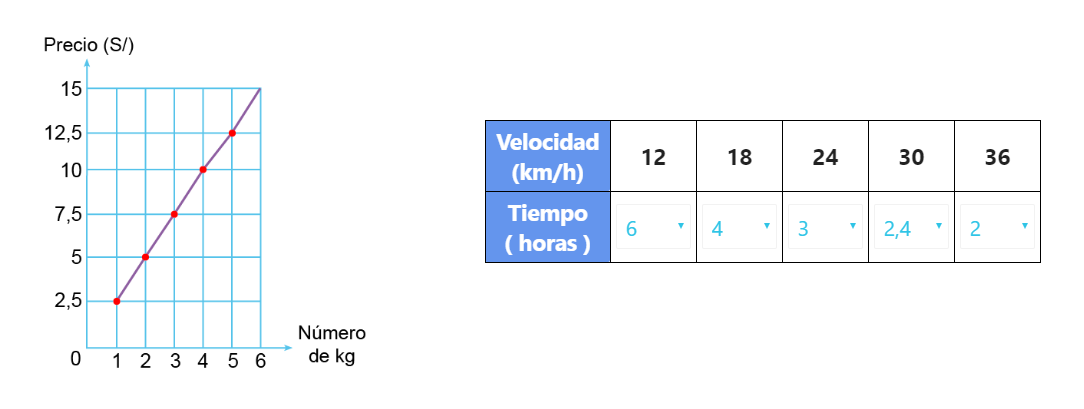 Precio (S/)
15
12,5
10
7,5
5
2,5
0
1 2 3 4 5 6
Número
de kg
Velocidad
(km/h)
12 18 24 30 36
Tiempo
( horas )
6 4 3 2,4 2